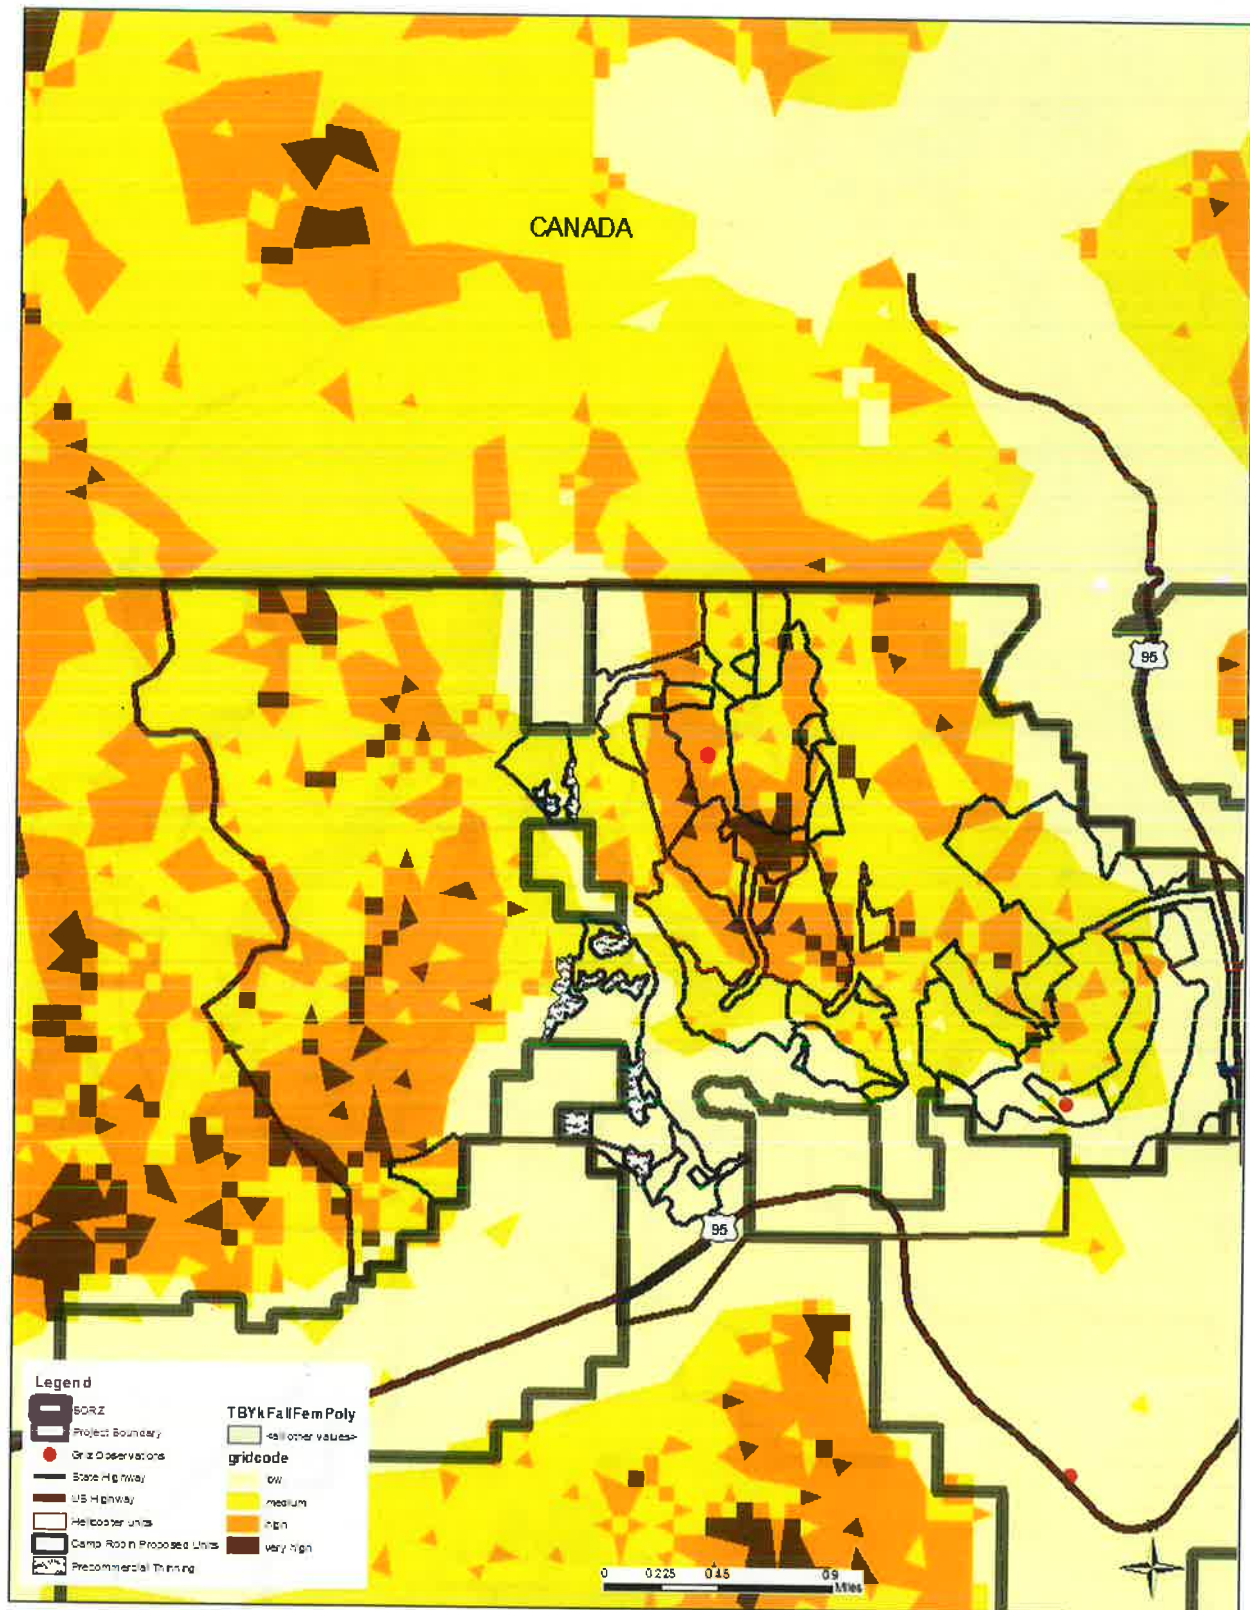 CANADA
95
95
Legend
BORZ
Project Boundary
Griz Observations
State Highway
US Highway
Helicopter Units
Camp Robin Proposed Units
Precommercial Thinning
TBYkFallFemPoly
<all other values>
gridcode
low
medium
high
very high
0 0.225 0.45 0.9
Miles